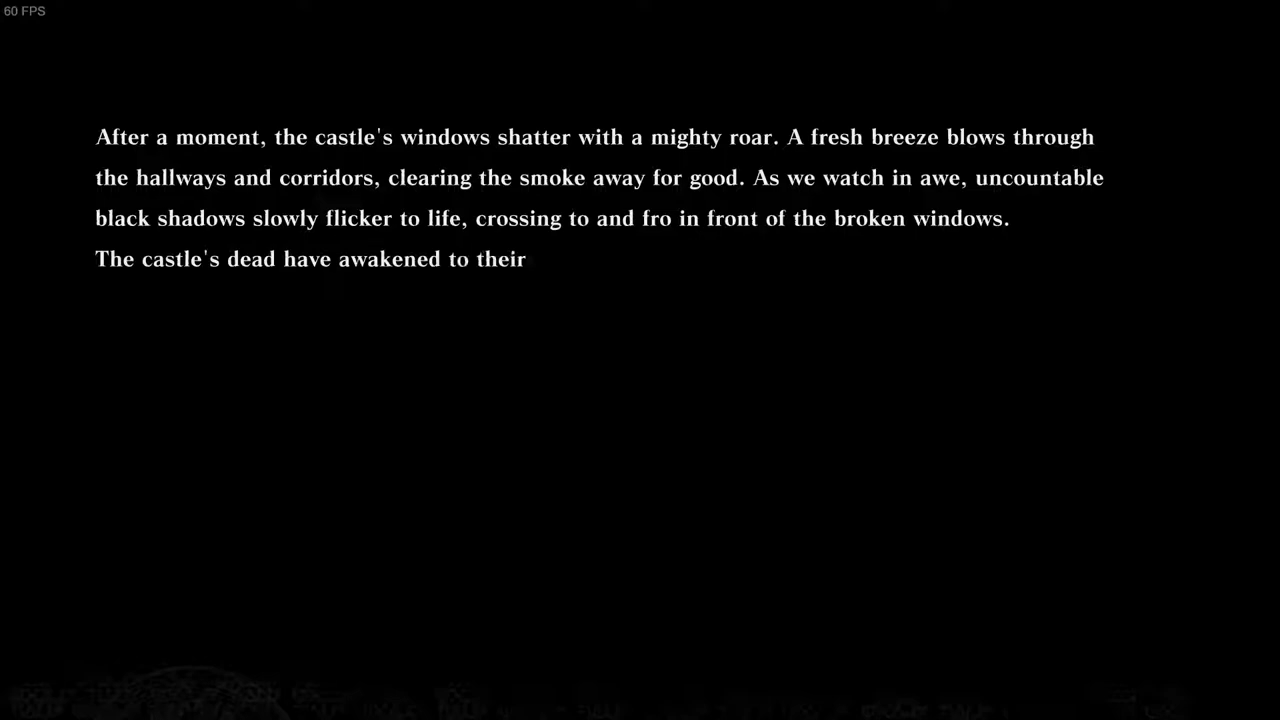 60 FPS
After a moment, the castle's windows shatter with a mighty roar. A fresh breeze blows through
the hallways and corridors, clearing the smoke away for good. As we watch in awe, uncountable
black shadows slowly flicker to life, crossing to and fro in front of the broken windows.
The castle's dead have awakened to their